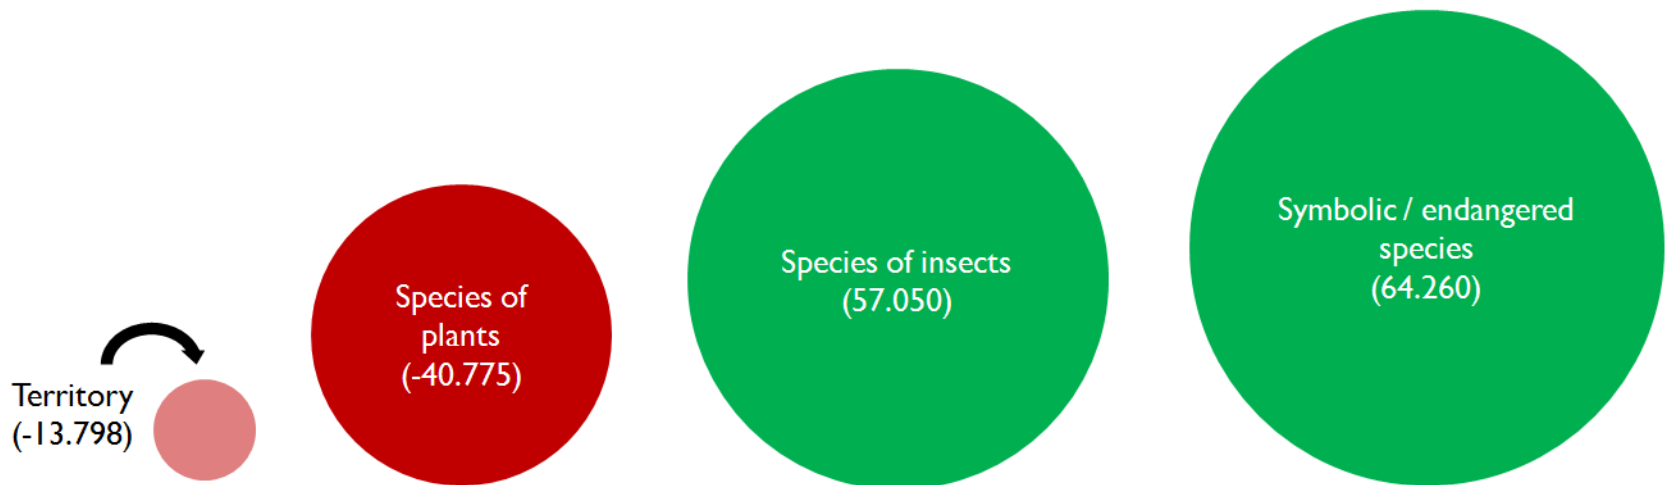 Territory
(-13.798)
Species of
plants
(-40.775)
Species of insects
(57.050)
Symbolic / endangered
species
(64.260)